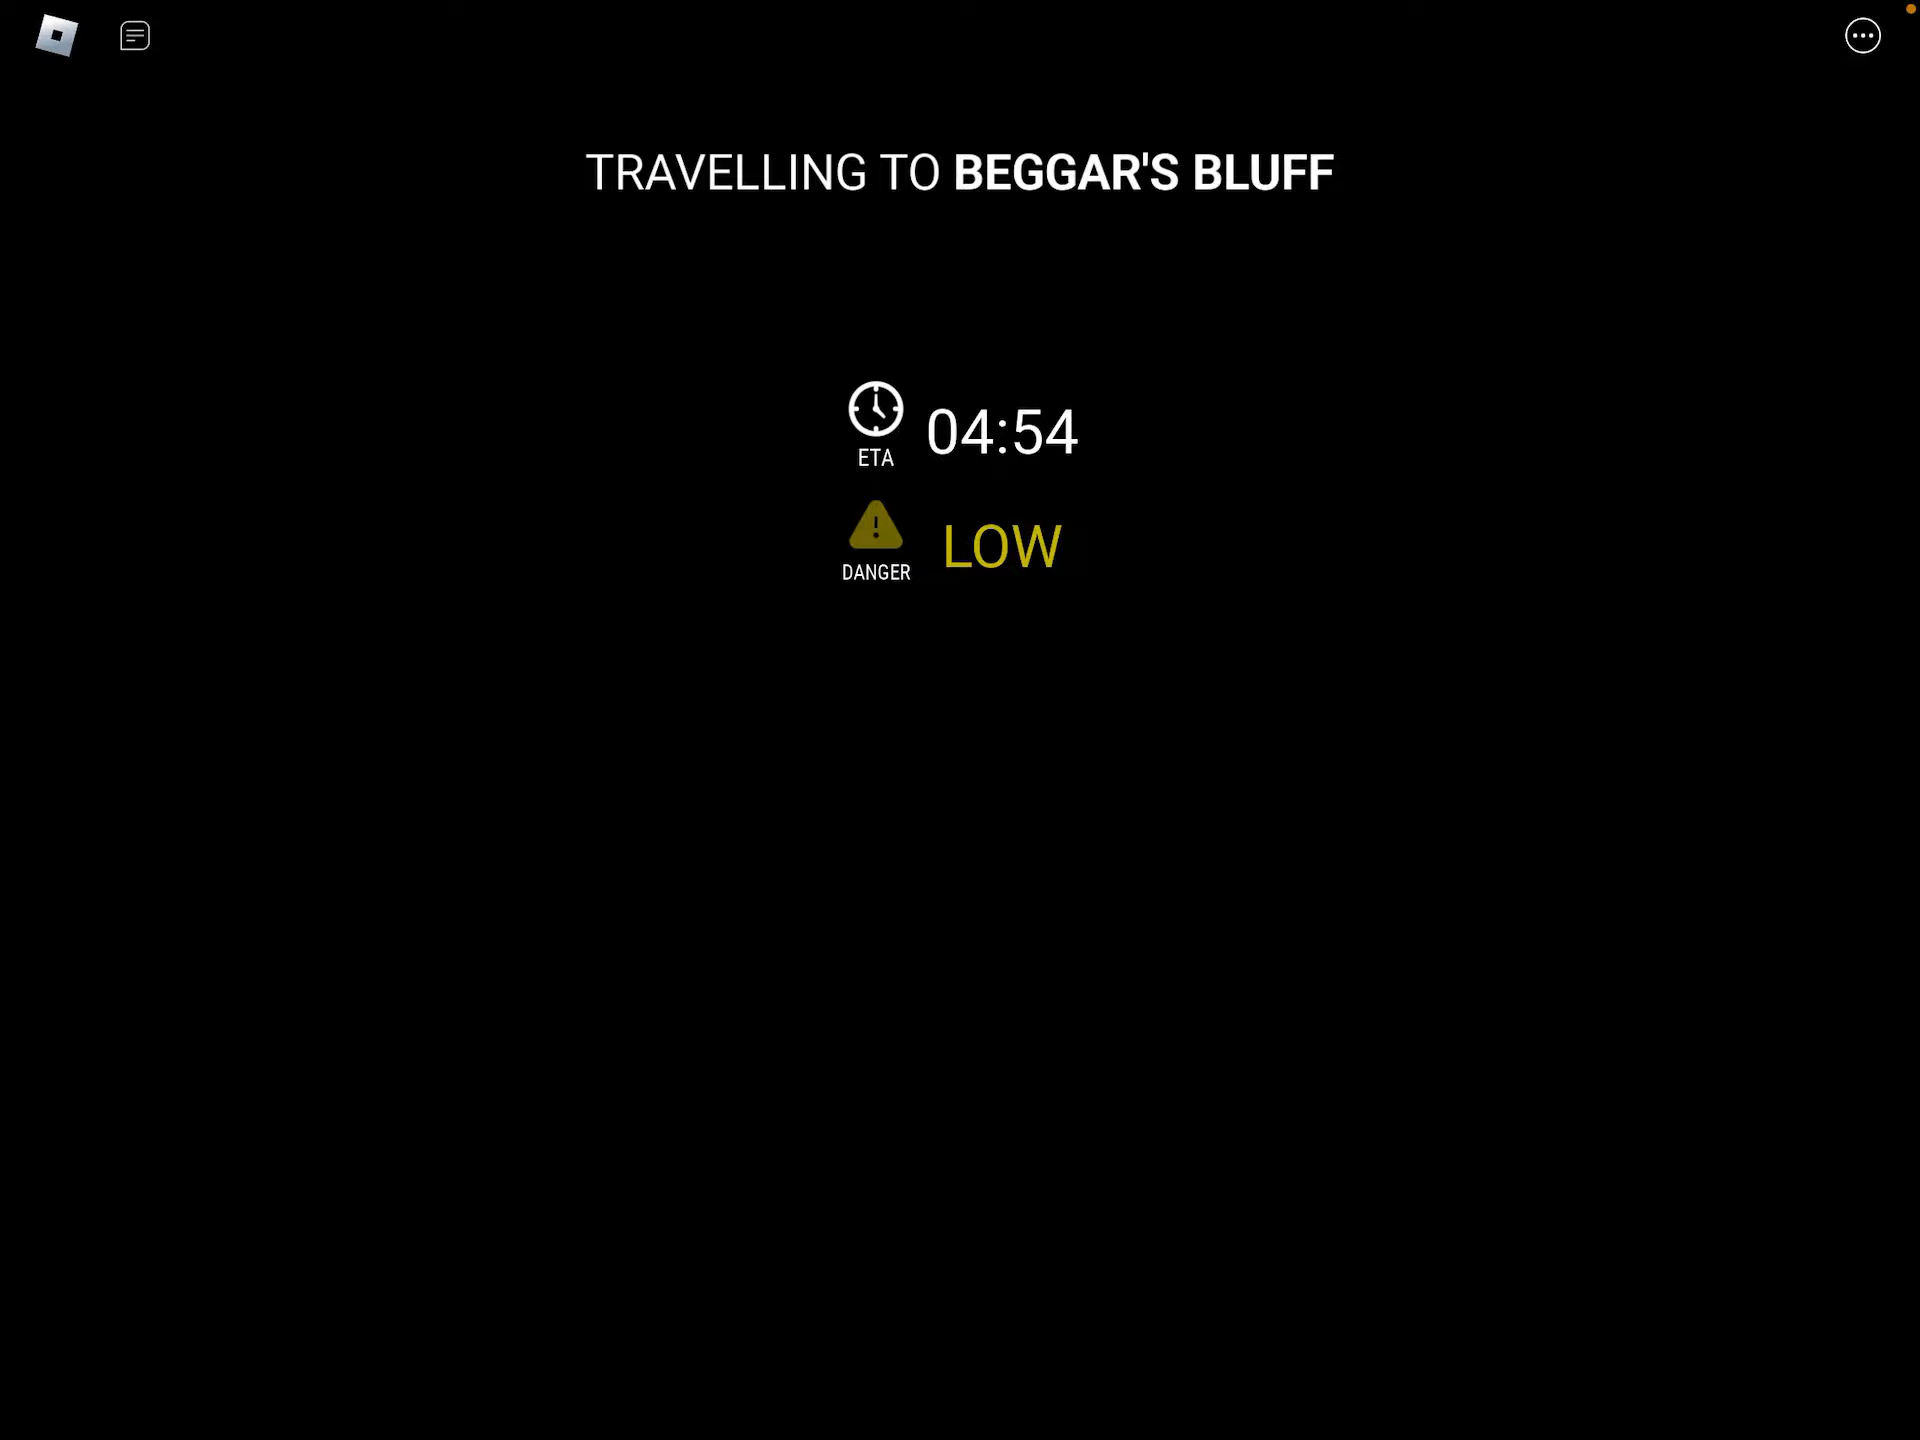 TRAVELLING TO BEGGAR'S BLUFF
04:54
ETA
LOW
DANGER